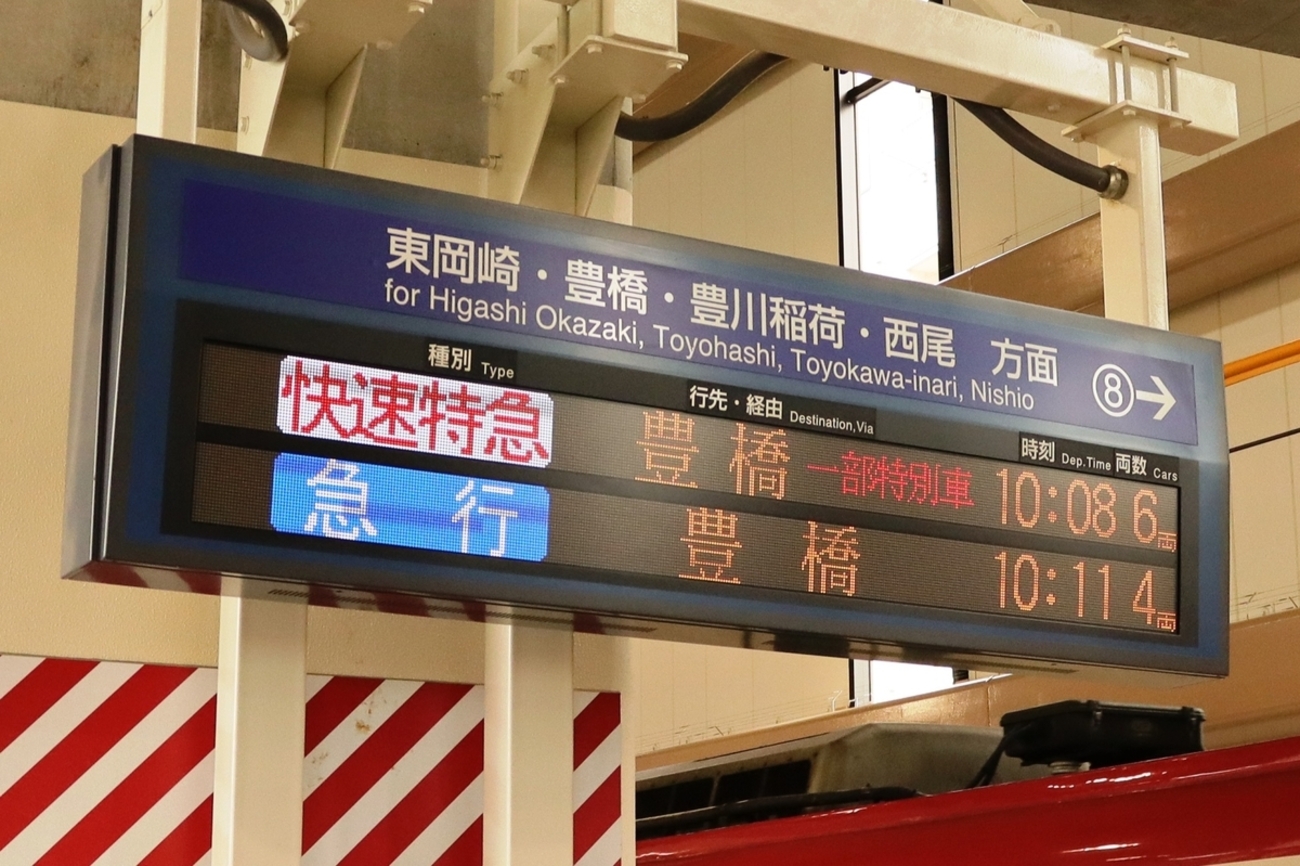 東岡崎・豊橋・豊川稲荷・西尾 方面 ⑧→
for Higashi Okazaki, Toyohashi, Toyokawa-inari, Nishio
種別 Type 行先・経由 Destination,Via 時刻 Dep.Time 両数 Cars
快速特急 豊橋 一部特別車 10:08 6両
急行 豊橋 10:11 4両